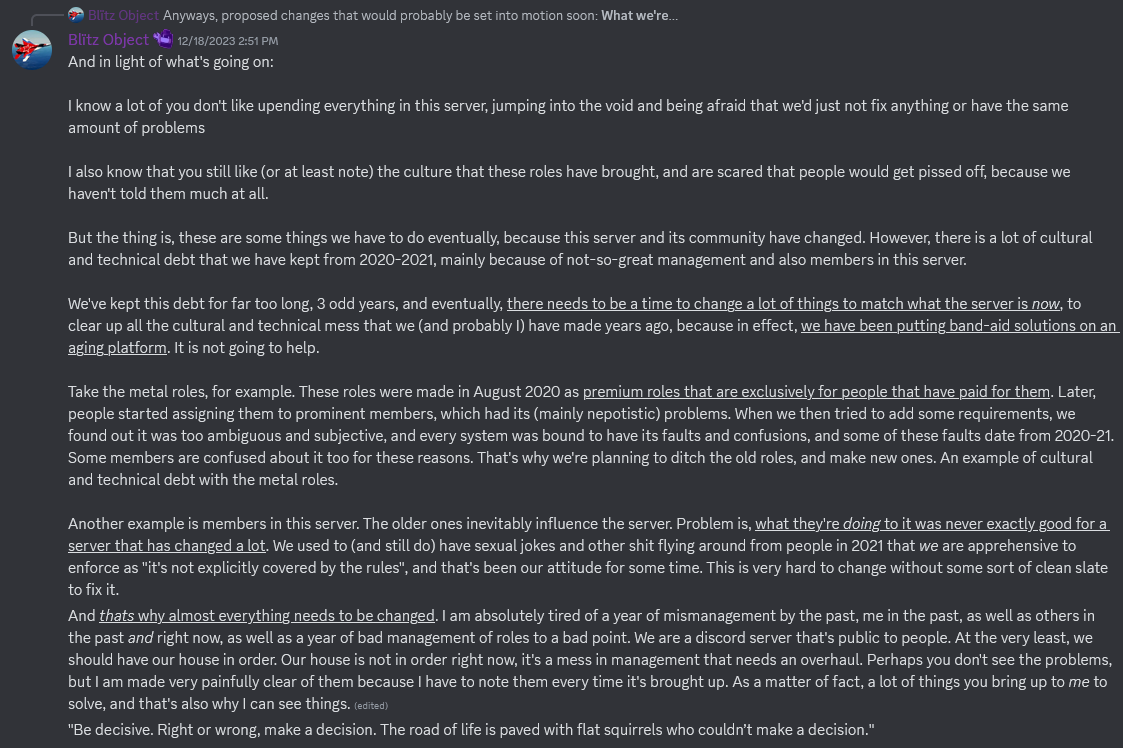 Blītz Object Anyways, proposed changes that would probably be set into motion soon: What we're...
Blītz Object 12/18/2023 2:51 PM
And in light of what's going on:
I know a lot of you don't like upending everything in this server, jumping into the void and being afraid that we'd just not fix anything or have the same
amount of problems
I also know that you still like (or at least note) the culture that these roles have brought, and are scared that people would get pissed off, because we
haven't told them much at all.
But the thing is, these are some things we have to do eventually, because this server and its community have changed. However, there is a lot of cultural
and technical debt that we have kept from 2020-2021, mainly because of not-so-great management and also members in this server.
We've kept this debt for far too long, 3 odd years, and eventually, there needs to be a time to change a lot of things to match what the server is now, to
clear up all the cultural and technical mess that we (and probably I) have made years ago, because in effect, we have been putting band-aid solutions on an
aging platform. It is not going to help.
Take the metal roles, for example. These roles were made in August 2020 as premium roles that are exclusively for people that have paid for them. Later,
people started assigning them to prominent members, which had its (mainly nepotistic) problems. When we then tried to add some requirements, we
found out it was too ambiguous and subjective, and every system was bound to have its faults and confusions, and some of these faults date from 2020-21.
Some members are confused about it too for these reasons. That's why we're planning to ditch the old roles, and make new ones. An example of cultural
and technical debt with the metal roles.
Another example is members in this server. The older ones inevitably influence the server. Problem is, what they're doing to it was never exactly good for a
server that has changed a lot. We used to (and still do) have sexual jokes and other shit flying around from people in 2021 that we are apprehensive to
enforce as "it's not explicitly covered by the rules", and that's been our attitude for some time. This is very hard to change without some sort of clean slate
to fix it.
And thats why almost everything needs to be changed. I am absolutely tired of a year of mismanagement by the past, me in the past, as well as others in
the past and right now, as well as a year of bad management of roles to a bad point. We are a discord server that's public to people. At the very least, we
should have our house in order. Our house is not in order right now, it's a mess in management that needs an overhaul. Perhaps you don't see the problems,
but I am made very painfully clear of them because I have to note them every time it's brought up. As a matter of fact, a lot of things you bring up to me to
solve, and that's also why I can see things. (edited)
"Be decisive. Right or wrong, make a decision. The road of life is paved with flat squirrels who couldn't make a decision."